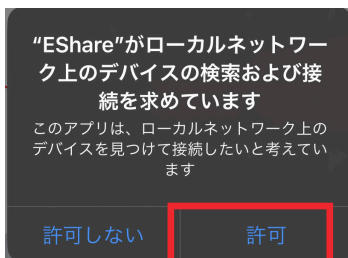 “EShare”がローカルネットワー
ク上のデバイスの検索および接
続を求めています
このアプリは、ローカルネットワーク上の
デバイスを見つけて接続したいと考えてい
ます
許可しない
許可